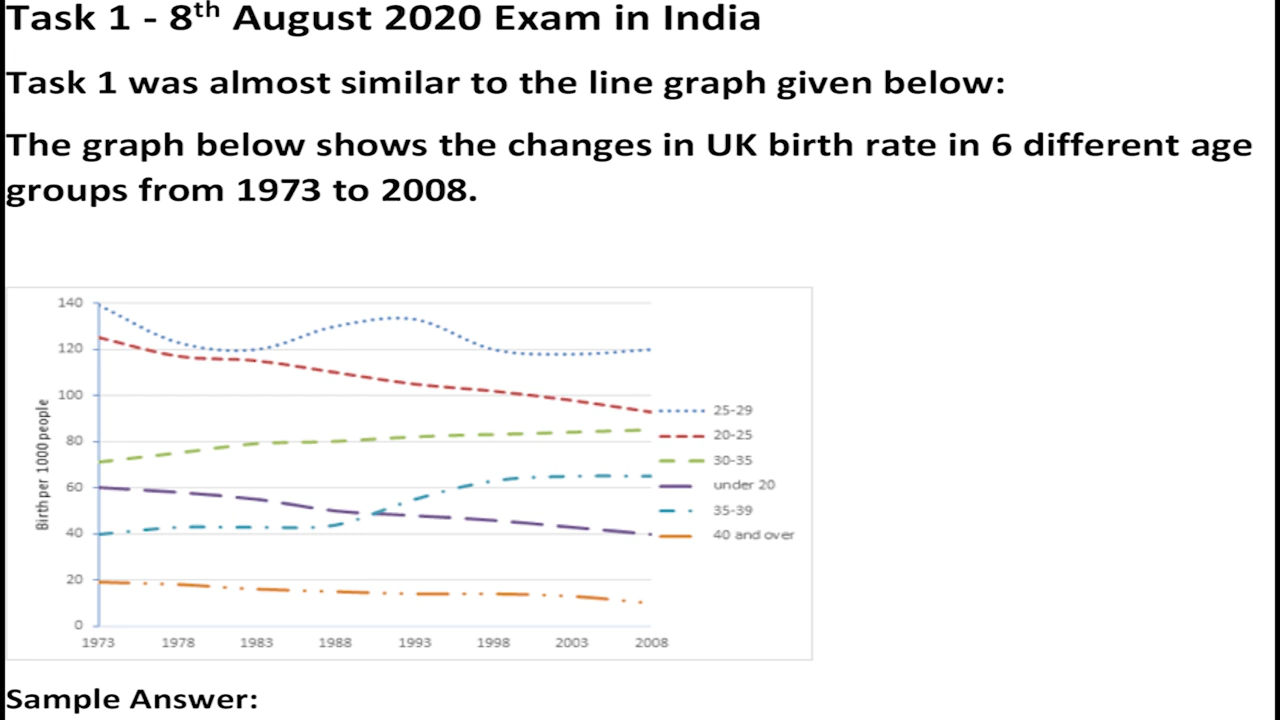 Task 1 - 8th August 2020 Exam in India
Task 1 was almost similar to the line graph given below:
The graph below shows the changes in UK birth rate in 6 different age
groups from 1973 to 2008.
140
120
100
80
60
40
20
0
Birth per 1000 people
1973 1978 1983 1988 1993 1998 2003 2008
25-29
20-25
30-35
under 20
35-39
40 and over
Sample Answer: